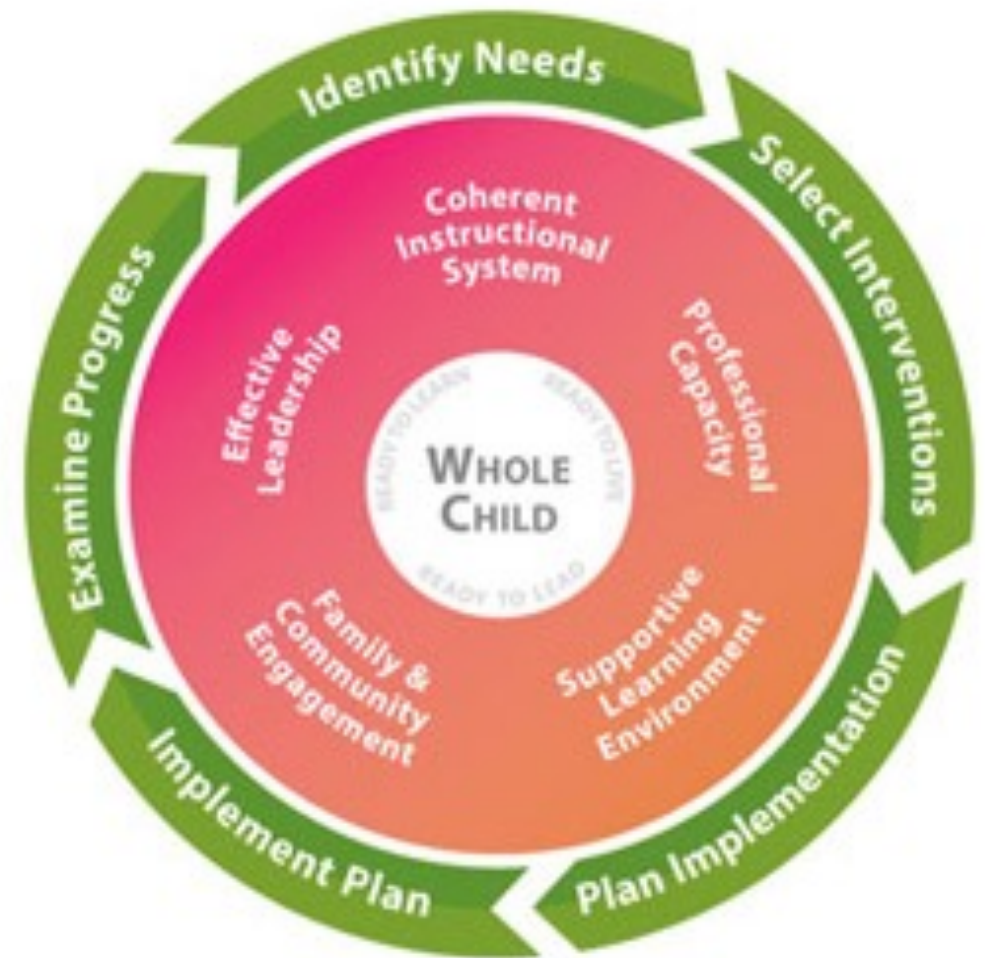 Identify Needs
Select Interventions
Plan Implementation
Implement Plan
Examine Progress
Coherent
Instructional
System
Professional
Capacity
Supportive
Learning
Environment
Family &
Community
Engagement
Effective
Leadership
READY TO LEARN
READY TO LIVE
READY TO LEAD
WHOLE
CHILD